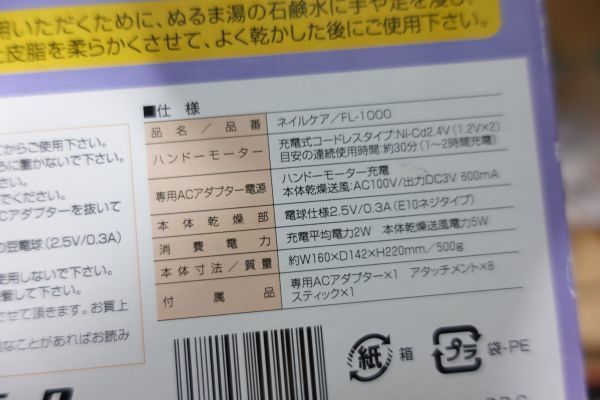 用いただくために、ぬるま湯の石鹸水に手や足を浸し、
皮脂を柔らかくさせて、よく乾かした後にご使用下さい。
■仕様
品名/品番 ネイルケア/FL-1000
ハンドーモーター 充電式コードレスタイプ:Ni-Cd2.4V(1.2V×2)
目安の連続使用時間:約30分(1〜2時間充電)
専用ACアダプター電源 ハンドーモーター充電
本体乾燥送風:AC100V/出力DC3V 600mA
本体乾燥部 電球仕様2.5V/0.3A(E10ネジタイプ)
消費電力 充電平均電力2W 本体乾燥送風電力5W
本体寸法/質量 約W160×D142×H220mm/500g
付属品 専用ACアダプター×1 アタッチメント×8
スティック×1
てからご使用下さい。
ろに置かないで下さい。
さい。
でください。
Cアダプターを抜いて
さい。
の豆電球(2.5V/0.3A)
使用しないで下さい。
して下さい。
させて頂きます。お買上
なことがあればお読み
紙 箱
プラ 袋-PE